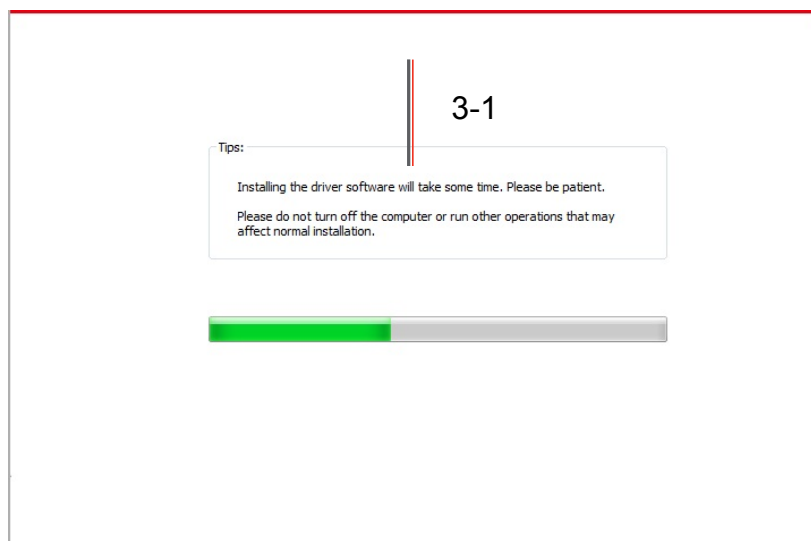 3-1
Tips:
Installing the driver software will take some time. Please be patient.
Please do not turn off the computer or run other operations that may
affect normal installation.